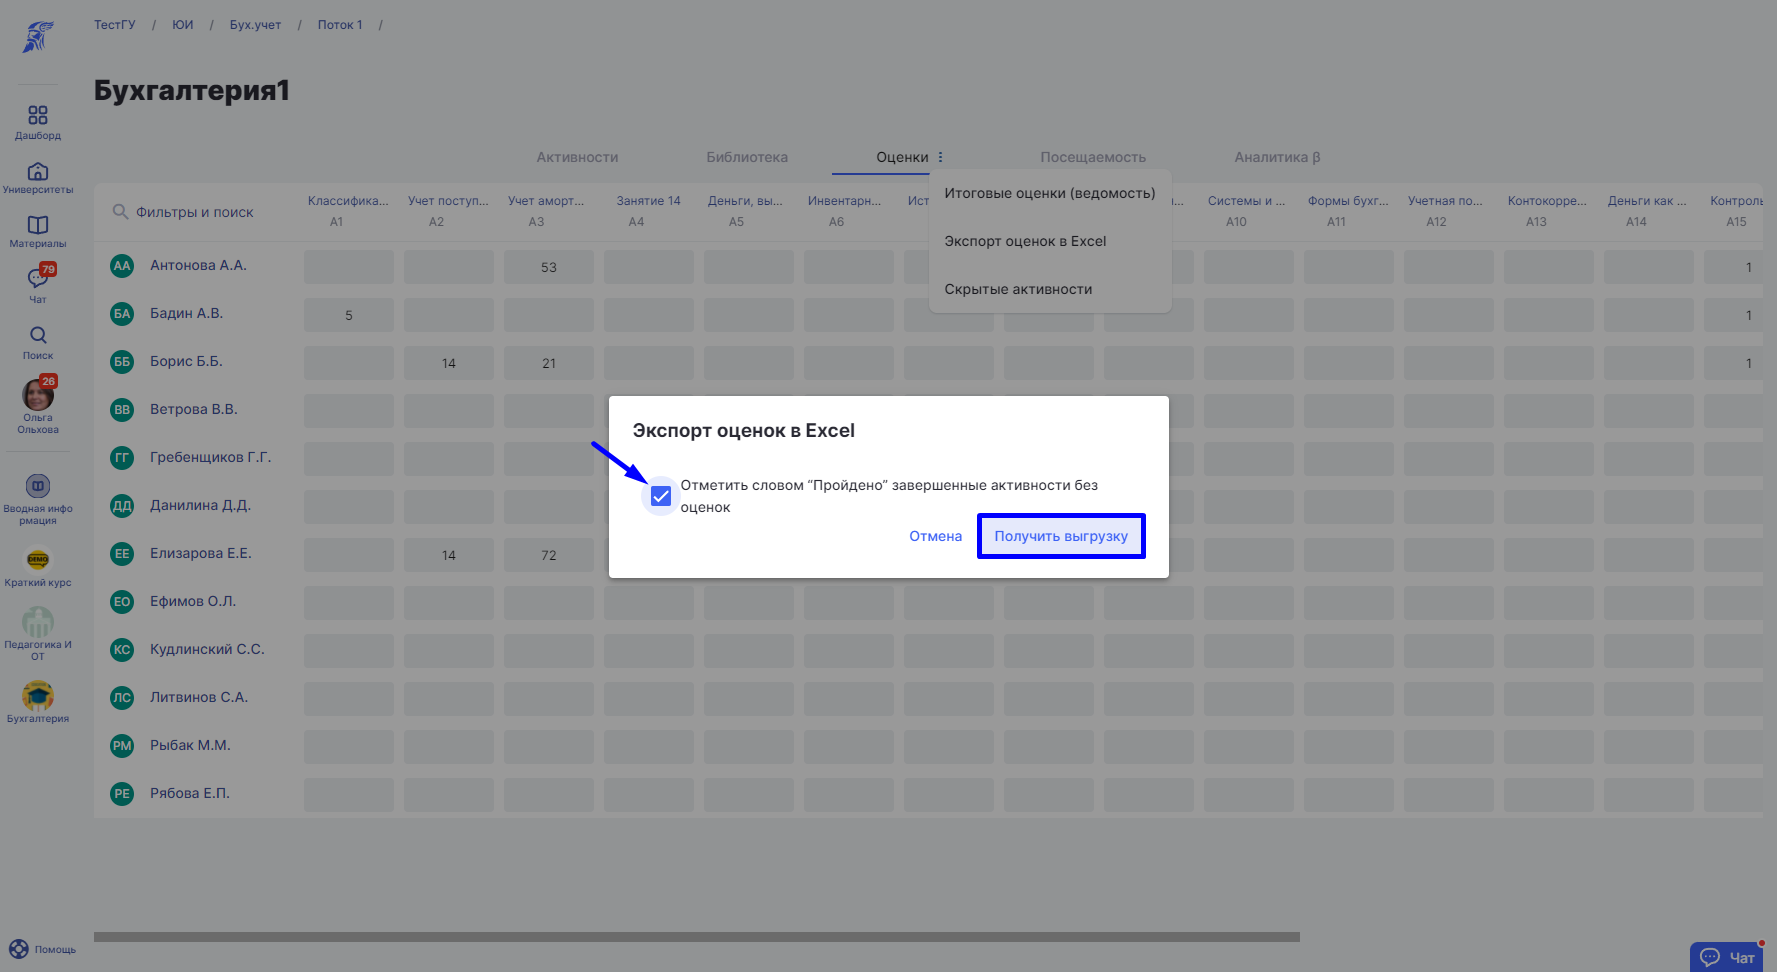 ТестГУ / ЮИ / Бух.учет / Поток 1 /
Бухгалтерия1
Дашборд
Университеты
Материалы
79
Чат
Поиск
26
Ольга
Ольхова
Вводная инфо
рмация
DEMO
Краткий курс
Педагогика И
ОТ
Бухгалтерия
Помощь
Активности
Библиотека
Оценки
Посещаемость
Аналитика β
Итоговые оценки (ведомость)
Экспорт оценок в Excel
Скрытые активности
Фильтры и поиск
Классифика... Учет поступ... Учет аморт... Занятие 14 Деньги, вы... Инвентарн... Ист ... Системы и ... Формы бухг... Учетная по... Контокорре... Деньги как ... Контроль
A1 A2 A3 A4 A5 A6 A10 A11 A12 A13 A14 A15
АА Антонова А.А. 53 1
БА Бадин А.В. 5 1
ББ Борис Б.Б. 14 21 1
ВВ Ветрова В.В.
ГГ Гребенщиков Г.Г.
ДД Данилина Д.Д.
ЕЕ Елизарова Е.Е. 14 72
ЕО Ефимов О.Л.
КС Кудлинский С.С.
ЛС Литвинов С.А.
РМ Рыбак М.М.
РЕ Рябова Е.П.
Экспорт оценок в Excel
Отметить словом “Пройдено” завершенные активности без
оценок
Отмена
Получить выгрузку
Чат